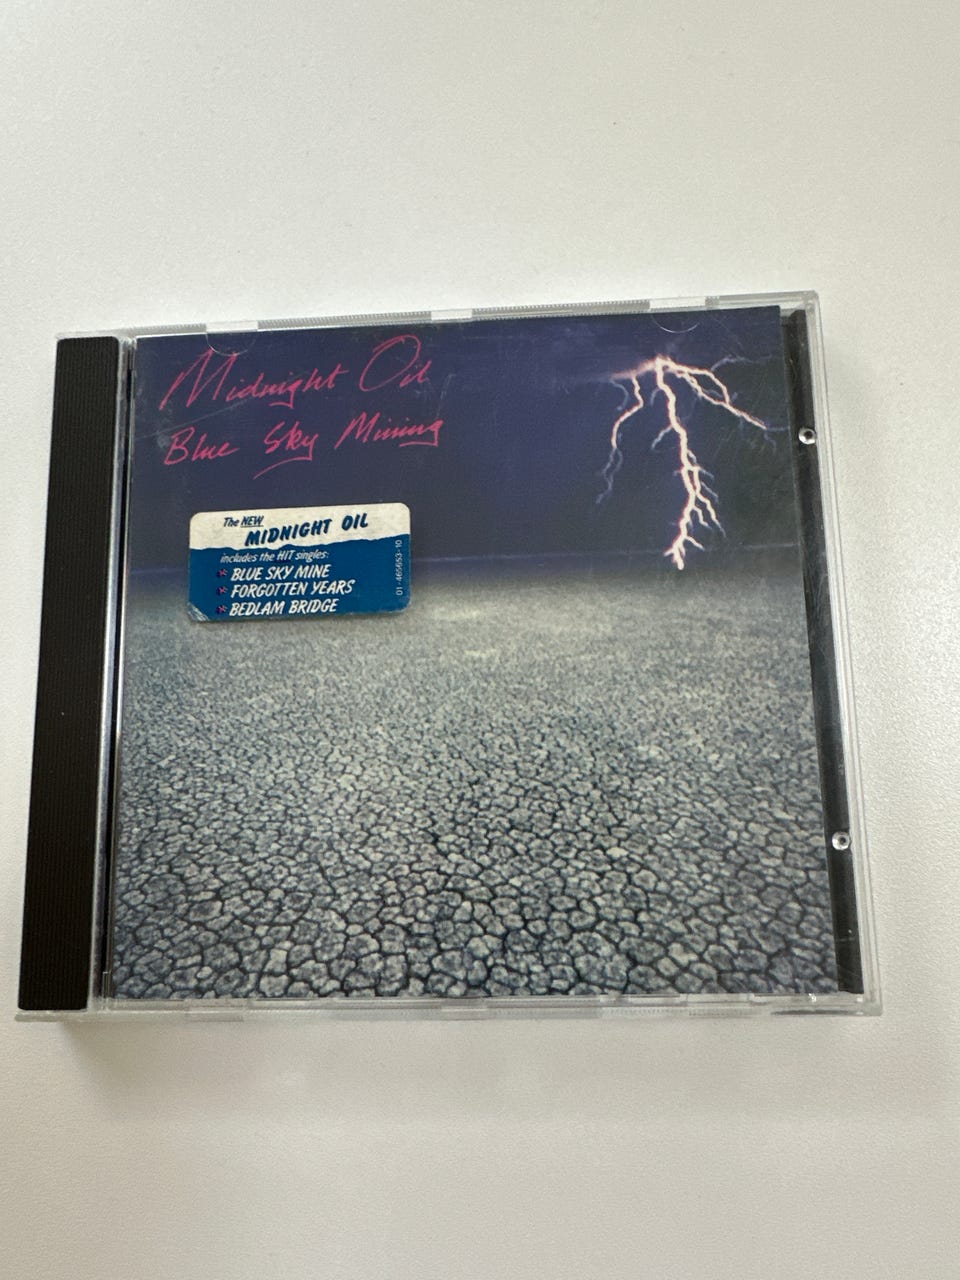 Midnight Oil
Blue Sky Mining
The NEW
MIDNIGHT OIL
includes the HIT singles:
BLUE SKY MINE
FORGOTTEN YEARS
BEDLAM BRIDGE
01-465653-10